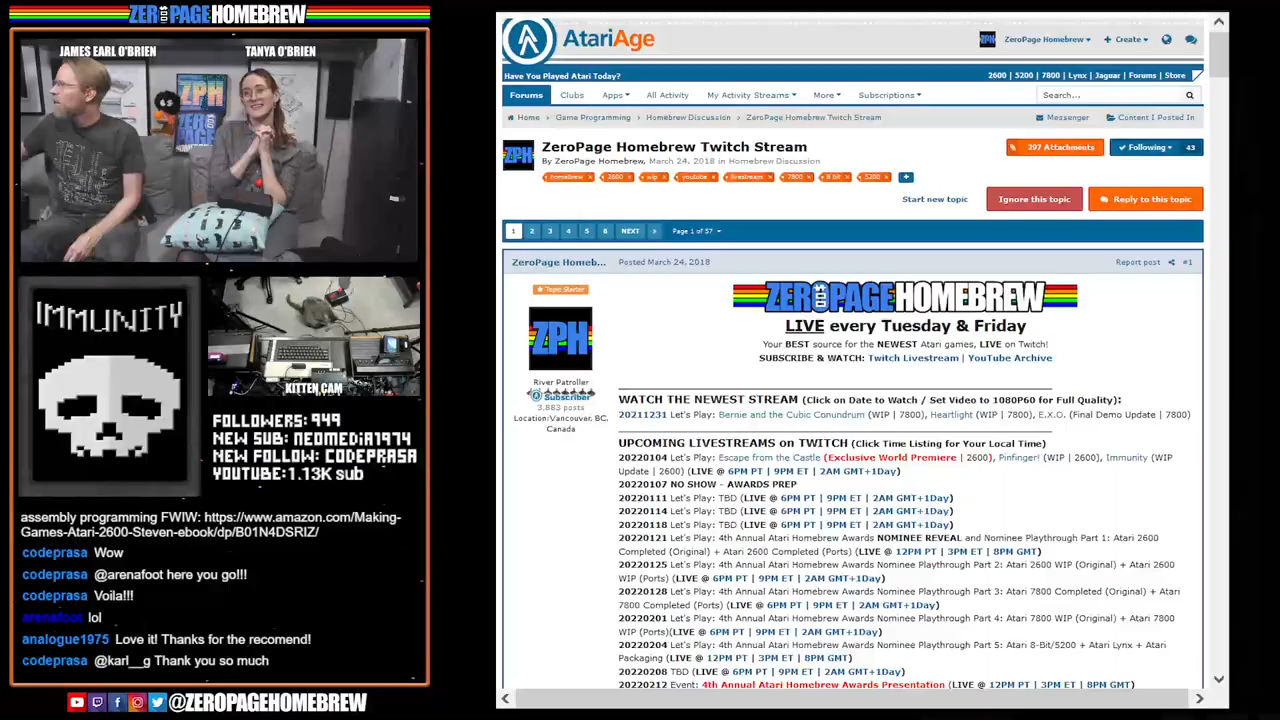 ZEROPAGE HOMEBREW
JAMES EARL O'BRIEN
TANYA O'BRIEN
ZPH
IMMUNITY
KITTEN CAM
FOLLOWERS: 949
NEW SUB: NEOMEDIA1974
NEW FOLLOW: CODEPRASA
YOUTUBE: 1.13K sub
assembly programming FWIW: https://www.amazon.com/Making-
Games-Atari-2600-Steven-ebook/dp/B01N4DSRIZ/
codeprasa Wow
codeprasa @arenafoot here you go!!!
codeprasa Voila!!!
arenafoot lol
analogue1975 Love it! Thanks for the recomend!
codeprasa @karl__g Thank you so much
@ZEROPAGEHOMEBREW
AtariAge
ZPH ZeroPage Homebrew
Create
Have You Played Atari Today?
2600 | 5200 | 7800 | Lynx | Jaguar | Forums | Store
Forums Clubs Apps All Activity My Activity Streams More Subscriptions Search...
Home Game Programming Homebrew Discussion ZeroPage Homebrew Twitch Stream
Messenger Content I Posted In
ZPH
ZeroPage Homebrew Twitch Stream
297 Attachments
Following 43
By ZeroPage Homebrew, March 24, 2018 in Homebrew Discussion
homebrew x 2600 x wip x youtube x livestream x 7800 x 8 bit x 5200 x
Start new topic Ignore this topic Reply to this topic
1 2 3 4 5 6 NEXT » Page 1 of 57
ZeroPage Homeb... Posted March 24, 2018 Report post #1
Topic Starter
ZPH
River Patroller
Subscriber
3,883 posts
Location:Vancouver, BC,
Canada
ZEROPAGE HOMEBREW
LIVE every Tuesday & Friday
Your BEST source for the NEWEST Atari games, LIVE on Twitch!
SUBSCRIBE & WATCH: Twitch Livestream | YouTube Archive
WATCH THE NEWEST STREAM (Click on Date to Watch / Set Video to 1080P60 for Full Quality):
20211231 Let's Play: Bernie and the Cubic Conundrum (WIP | 7800), Heartlight (WIP | 7800), E.X.O. (Final Demo Update | 7800)
UPCOMING LIVESTREAMS on TWITCH (Click Time Listing for Your Local Time)
20220104 Let's Play: Escape from the Castle (Exclusive World Premiere | 2600), Pinfinger! (WIP | 2600), Immunity (WIP
Update | 2600) (LIVE @ 6PM PT | 9PM ET | 2AM GMT+1Day)
20220107 NO SHOW - AWARDS PREP
20220111 Let's Play: TBD (LIVE @ 6PM PT | 9PM ET | 2AM GMT+1Day)
20220114 Let's Play: TBD (LIVE @ 6PM PT | 9PM ET | 2AM GMT+1Day)
20220118 Let's Play: TBD (LIVE @ 6PM PT | 9PM ET | 2AM GMT+1Day)
20220121 Let's Play: 4th Annual Atari Homebrew Awards NOMINEE REVEAL and Nominee Playthrough Part 1: Atari 2600
Completed (Original) + Atari 2600 Completed (Ports) (LIVE @ 12PM PT | 3PM ET | 8PM GMT)
20220125 Let's Play: 4th Annual Atari Homebrew Awards Nominee Playthrough Part 2: Atari 2600 WIP (Original) + Atari 2600
WIP (Ports) (LIVE @ 6PM PT | 9PM ET | 2AM GMT+1Day)
20220128 Let's Play: 4th Annual Atari Homebrew Awards Nominee Playthrough Part 3: Atari 7800 Completed (Original) + Atari
7800 Completed (Ports) (LIVE @ 6PM PT | 9PM ET | 2AM GMT+1Day)
20220201 Let's Play: 4th Annual Atari Homebrew Awards Nominee Playthrough Part 4: Atari 7800 WIP (Original) + Atari 7800
WIP (Ports)(LIVE @ 6PM PT | 9PM ET | 2AM GMT+1Day)
20220204 Let's Play: 4th Annual Atari Homebrew Awards Nominee Playthrough Part 5: Atari 8-Bit/5200 + Atari Lynx + Atari
Packaging (LIVE @ 12PM PT | 3PM ET | 8PM GMT)
20220208 TBD (LIVE @ 6PM PT | 9PM ET | 2AM GMT+1Day)
20220212 Event: 4th Annual Atari Homebrew Awards Presentation (LIVE @ 12PM PT | 3PM ET | 8PM GMT)